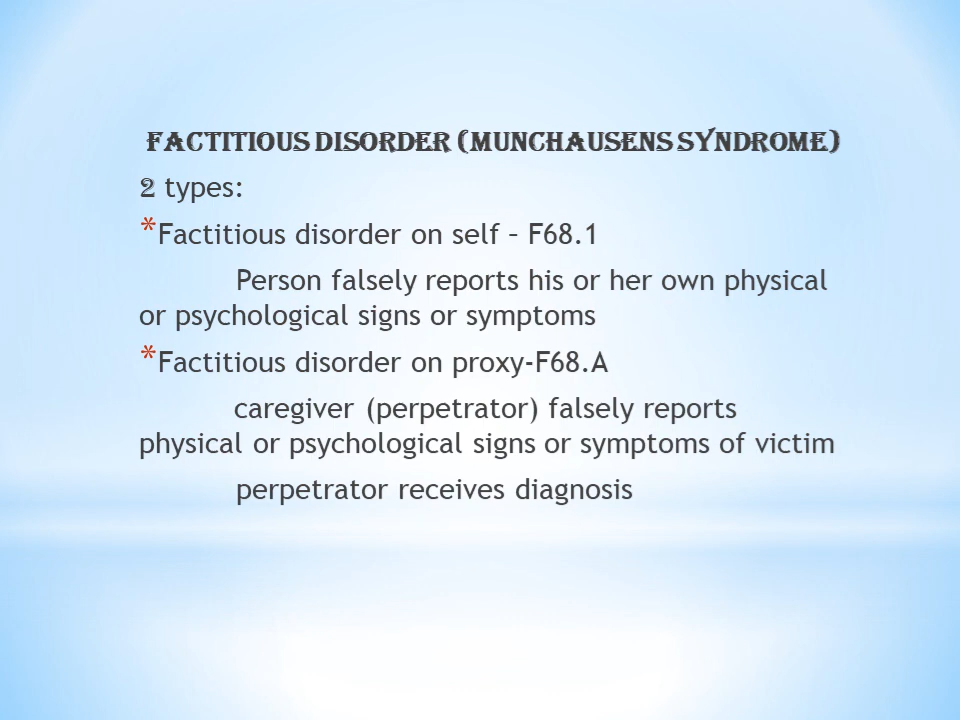 FACTITIOUS DISORDER (MUNCHAUSENS SYNDROME)
2 types:
*Factitious disorder on self – F68.1
Person falsely reports his or her own physical
or psychological signs or symptoms
*Factitious disorder on proxy-F68.A
caregiver (perpetrator) falsely reports
physical or psychological signs or symptoms of victim
perpetrator receives diagnosis